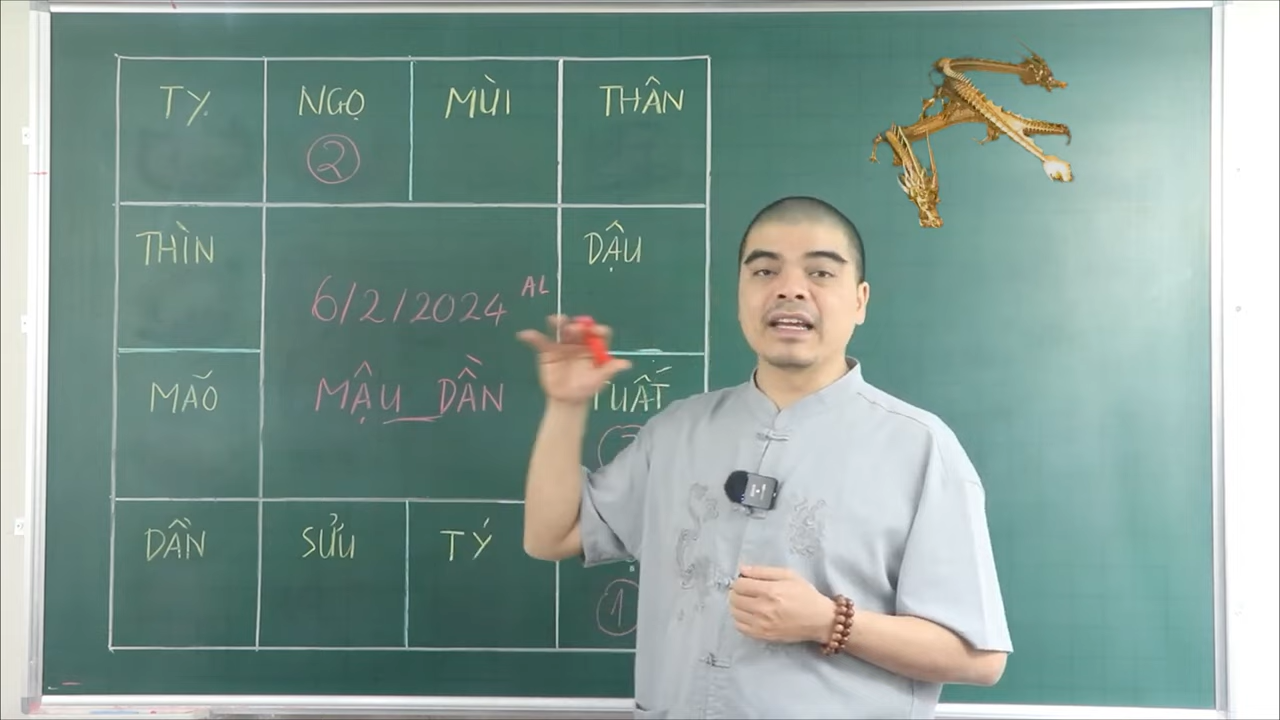 TỴ
NGỌ
MÙI
THÂN
2
THÌN
DẬU
6/2/2024 AL
MẬU DẦN
MÃO
TUẤT
DẦN
SỬU
TÝ
1